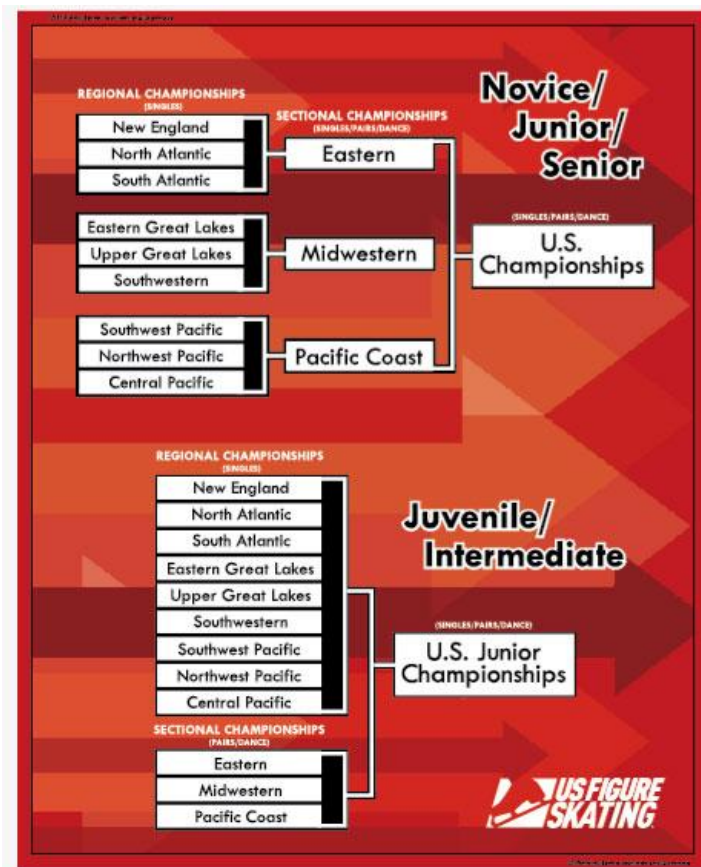 Novice/
Junior/
Senior
REGIONAL CHAMPIONSHIPS
(SINGLES)
New England
North Atlantic
South Atlantic
Eastern Great Lakes
Upper Great Lakes
Southwestern
Southwest Pacific
Northwest Pacific
Central Pacific
SECTIONAL CHAMPIONSHIPS
(SINGLES/PAIRS/DANCE)
Eastern
Midwestern
Pacific Coast
(SINGLES/PAIRS/DANCE)
U.S.
Championships
Juvenile/
Intermediate
REGIONAL CHAMPIONSHIPS
(SINGLES)
New England
North Atlantic
South Atlantic
Eastern Great Lakes
Upper Great Lakes
Southwestern
Southwest Pacific
Northwest Pacific
Central Pacific
SECTIONAL CHAMPIONSHIPS
(PAIRS/DANCE)
Eastern
Midwestern
Pacific Coast
(SINGLES/PAIRS/DANCE)
U.S. Junior
Championships
US FIGURE
SKATING